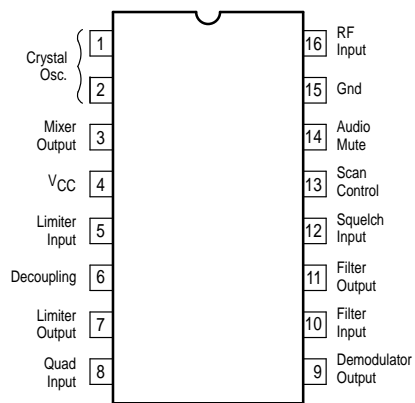 Crystal
Osc.
1
2
Mixer
Output
3
VCC
4
Limiter
Input
5
Decoupling
6
Limiter
Output
7
Quad
Input
8
16
RF
Input
15
Gnd
14
Audio
Mute
13
Scan
Control
12
Squelch
Input
11
Filter
Output
10
Filter
Input
9
Demodulator
Output